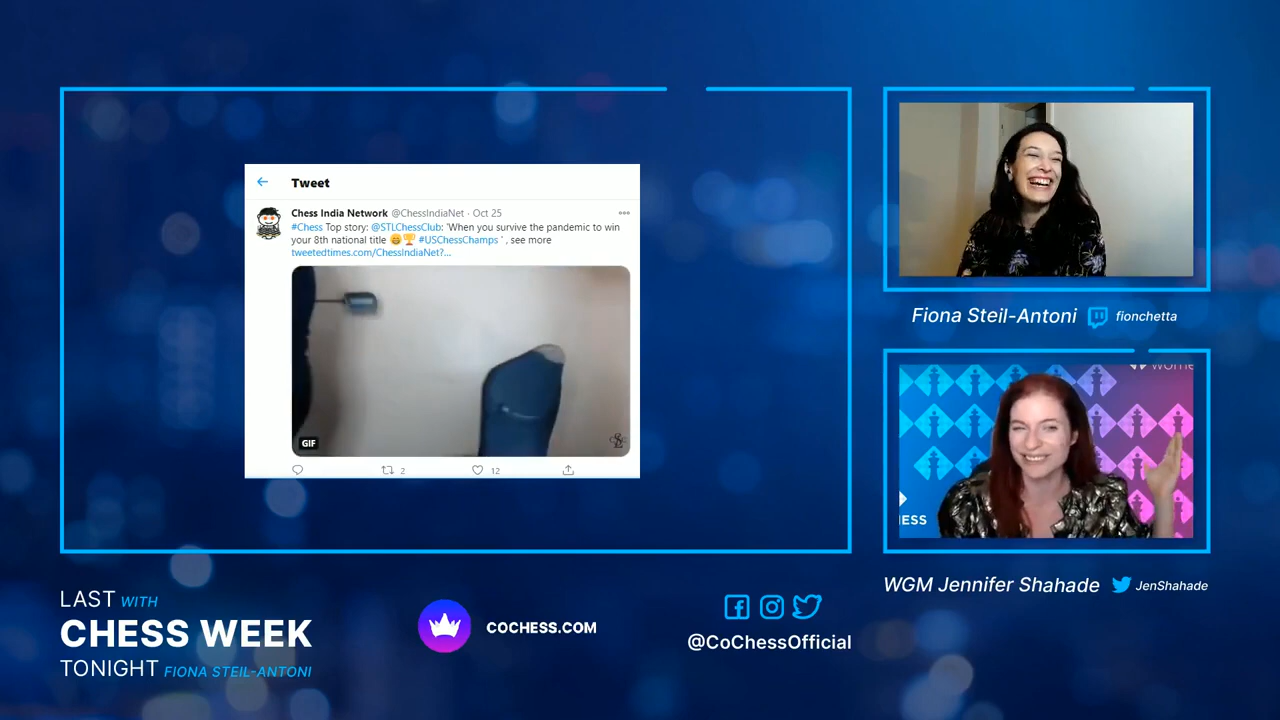 Tweet
Chess India Network @ChessIndiaNet · Oct 25
#Chess Top story: @STLChessClub: 'When you survive the pandemic to win
your 8th national title 😄🏆 #USChessChamps ' , see more
tweetedtimes.com/ChessIndiaNet?...
GIF
2
12
Fiona Steil-Antoni fionchetta
ESS
WGM Jennifer Shahade JenShahade
LAST WITH
CHESS WEEK
TONIGHT FIONA STEIL-ANTONI
COCHESS.COM
@CoChessOfficial